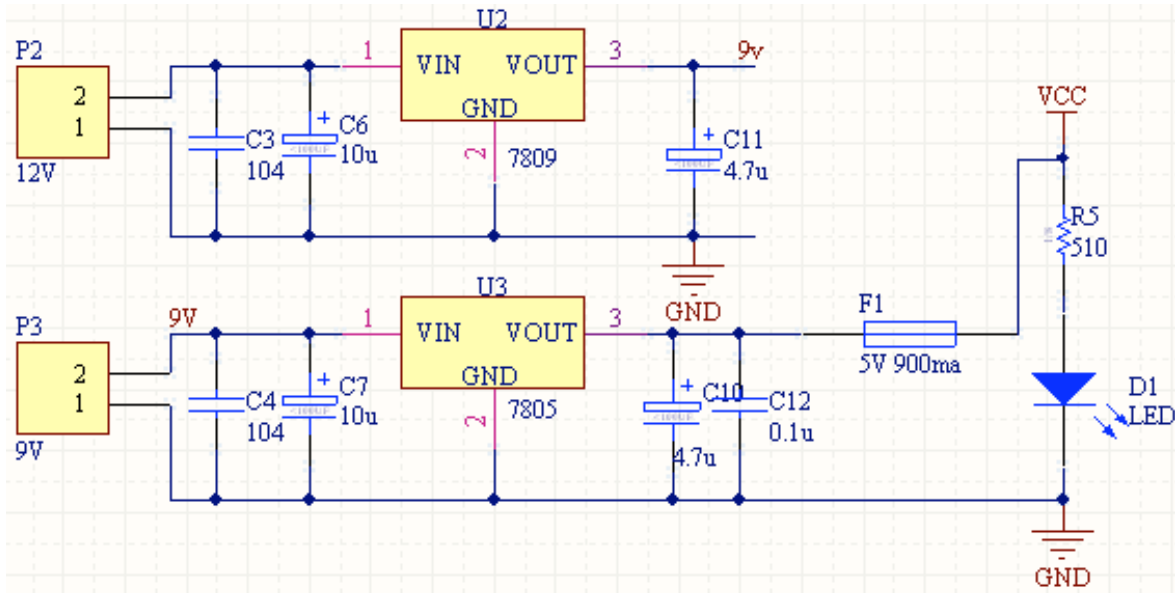 U2
P2
1
VIN
VOUT
3
9v
2
1
GND
2
7809
12V
C3
104
C6
10u
C11
4.7u
VCC
R5
510
GND
U3
P3
9V
1
VIN
VOUT
3
F1
5V 900ma
2
1
GND
2
7805
9V
C4
104
C7
10u
C10
4.7u
C12
0.1u
D1
LED
GND